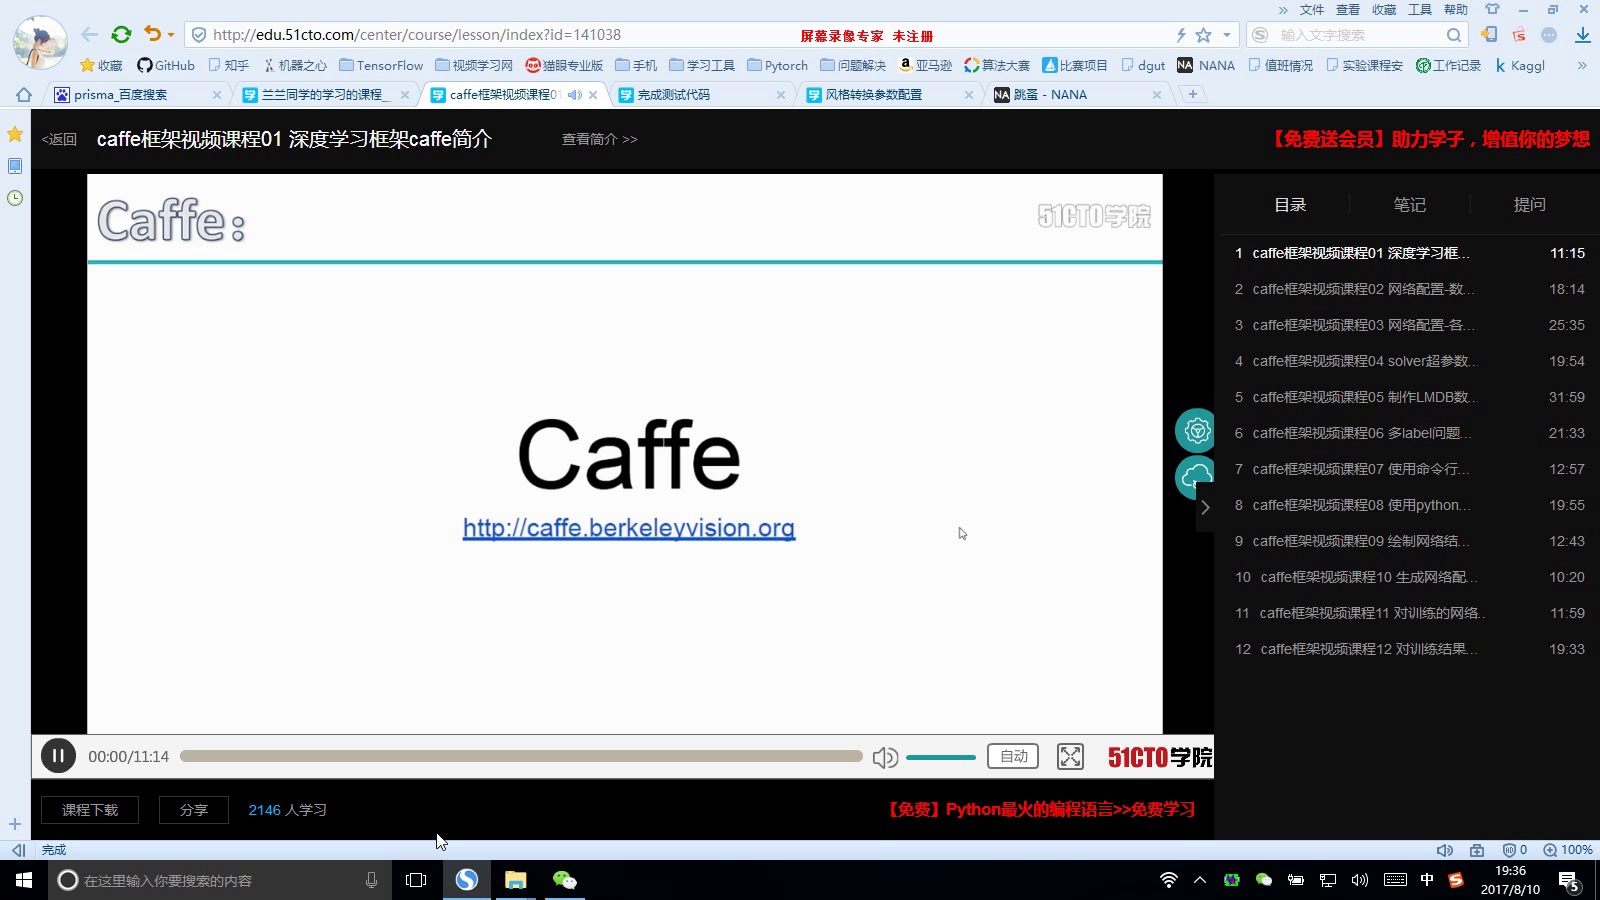 文件 查看 收藏 工具 帮助
http://edu.51cto.com/center/course/lesson/index?id=141038
屏幕录像专家 未注册
输入文字搜索
收藏 GitHub 知乎 机器之心 TensorFlow 视频学习网 猫眼专业版 手机 学习工具 Pytorch 问题解决 亚马逊 算法大赛 比赛项目 dgut NANA 值班情况 实验课程安 工作记录 Kaggl
prisma_百度搜索 兰兰同学的学习的课程_ caffe框架视频课程01 完成测试代码 风格转换参数配置 跳蚤 - NANA
<返回 caffe框架视频课程01 深度学习框架caffe简介 查看简介 >>
【免费送会员】助力学子，增值你的梦想
Caffe:
51CTO学院
Caffe
http://caffe.berkeleyvision.org
目录 笔记 提问
1 caffe框架视频课程01 深度学习框... 11:15
2 caffe框架视频课程02 网络配置-数... 18:14
3 caffe框架视频课程03 网络配置-各... 25:35
4 caffe框架视频课程04 solver超参数... 19:54
5 caffe框架视频课程05 制作LMDB数... 31:59
6 caffe框架视频课程06 多label问题... 21:33
7 caffe框架视频课程07 使用命令行... 12:57
8 caffe框架视频课程08 使用python... 19:55
9 caffe框架视频课程09 绘制网络结... 12:43
10 caffe框架视频课程10 生成网络配... 10:20
11 caffe框架视频课程11 对训练的网络.. 11:59
12 caffe框架视频课程12 对训练结果... 19:33
00:00/11:14 自动 51CTO学院
课程下载 分享 2146 人学习
【免费】Python最火的编程语言>>免费学习
完成
0 100%
在这里输入你要搜索的内容
中
19:36
2017/8/10
5